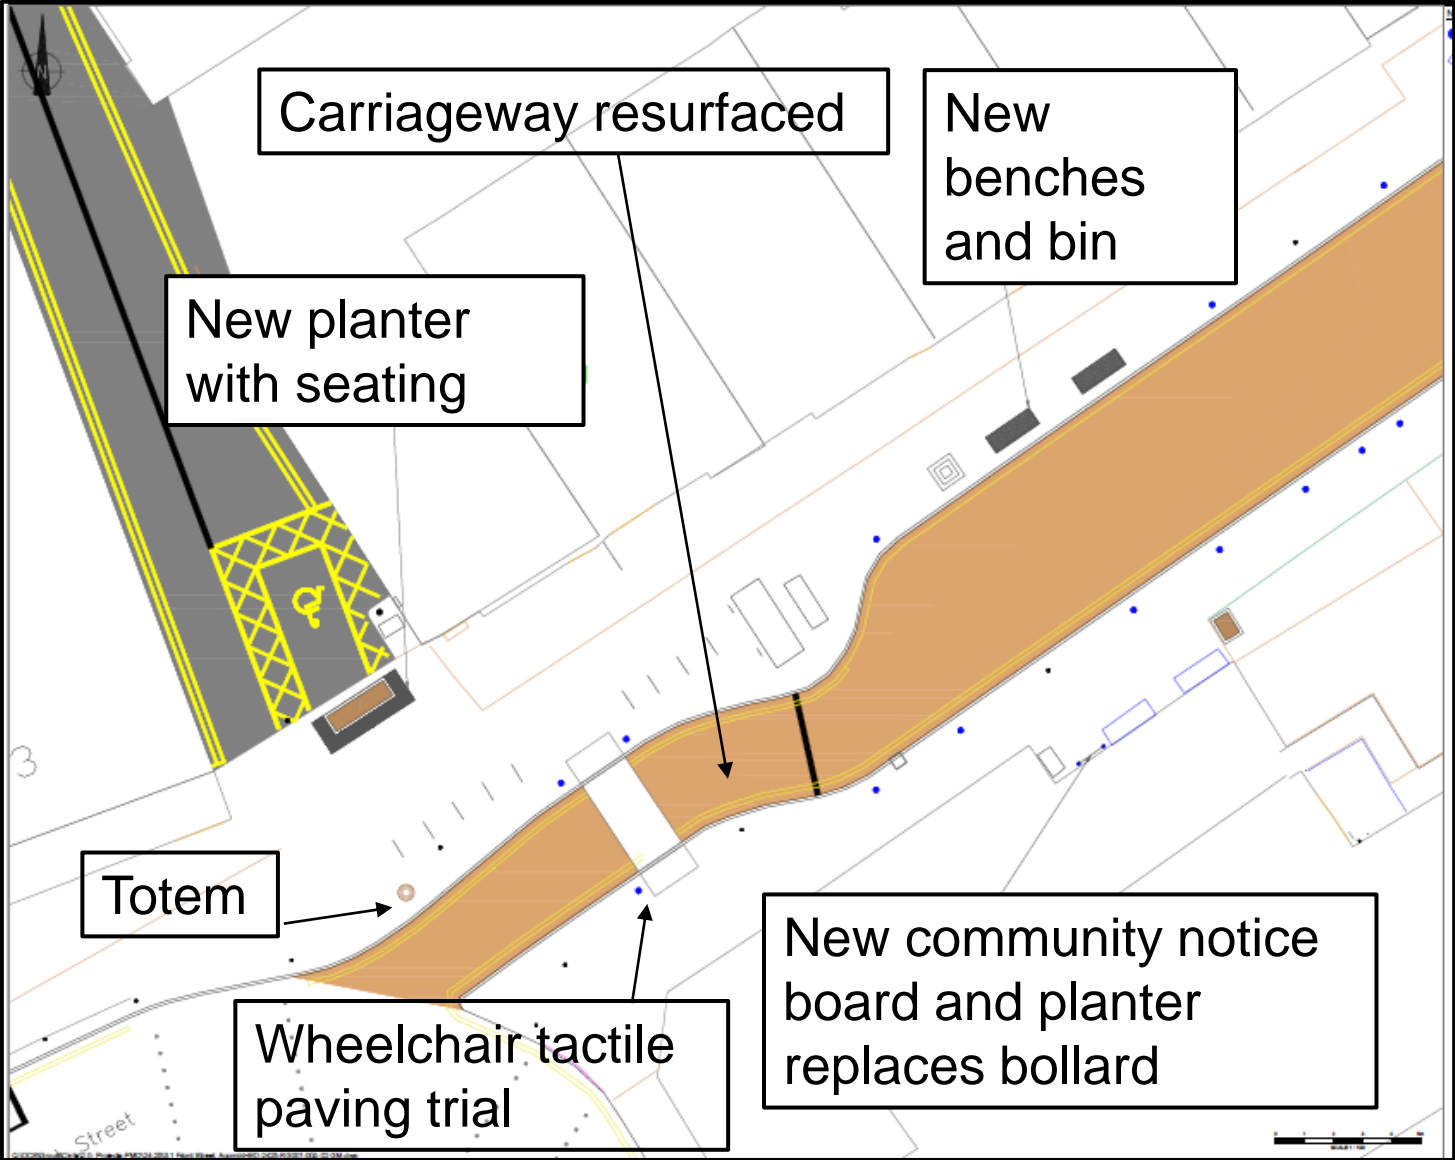 N
Carriageway resurfaced
New
benches
and bin
New planter
with seating
3
Totem
Wheelchair tactile
paving trial
New community notice
board and planter
replaces bollard
Street